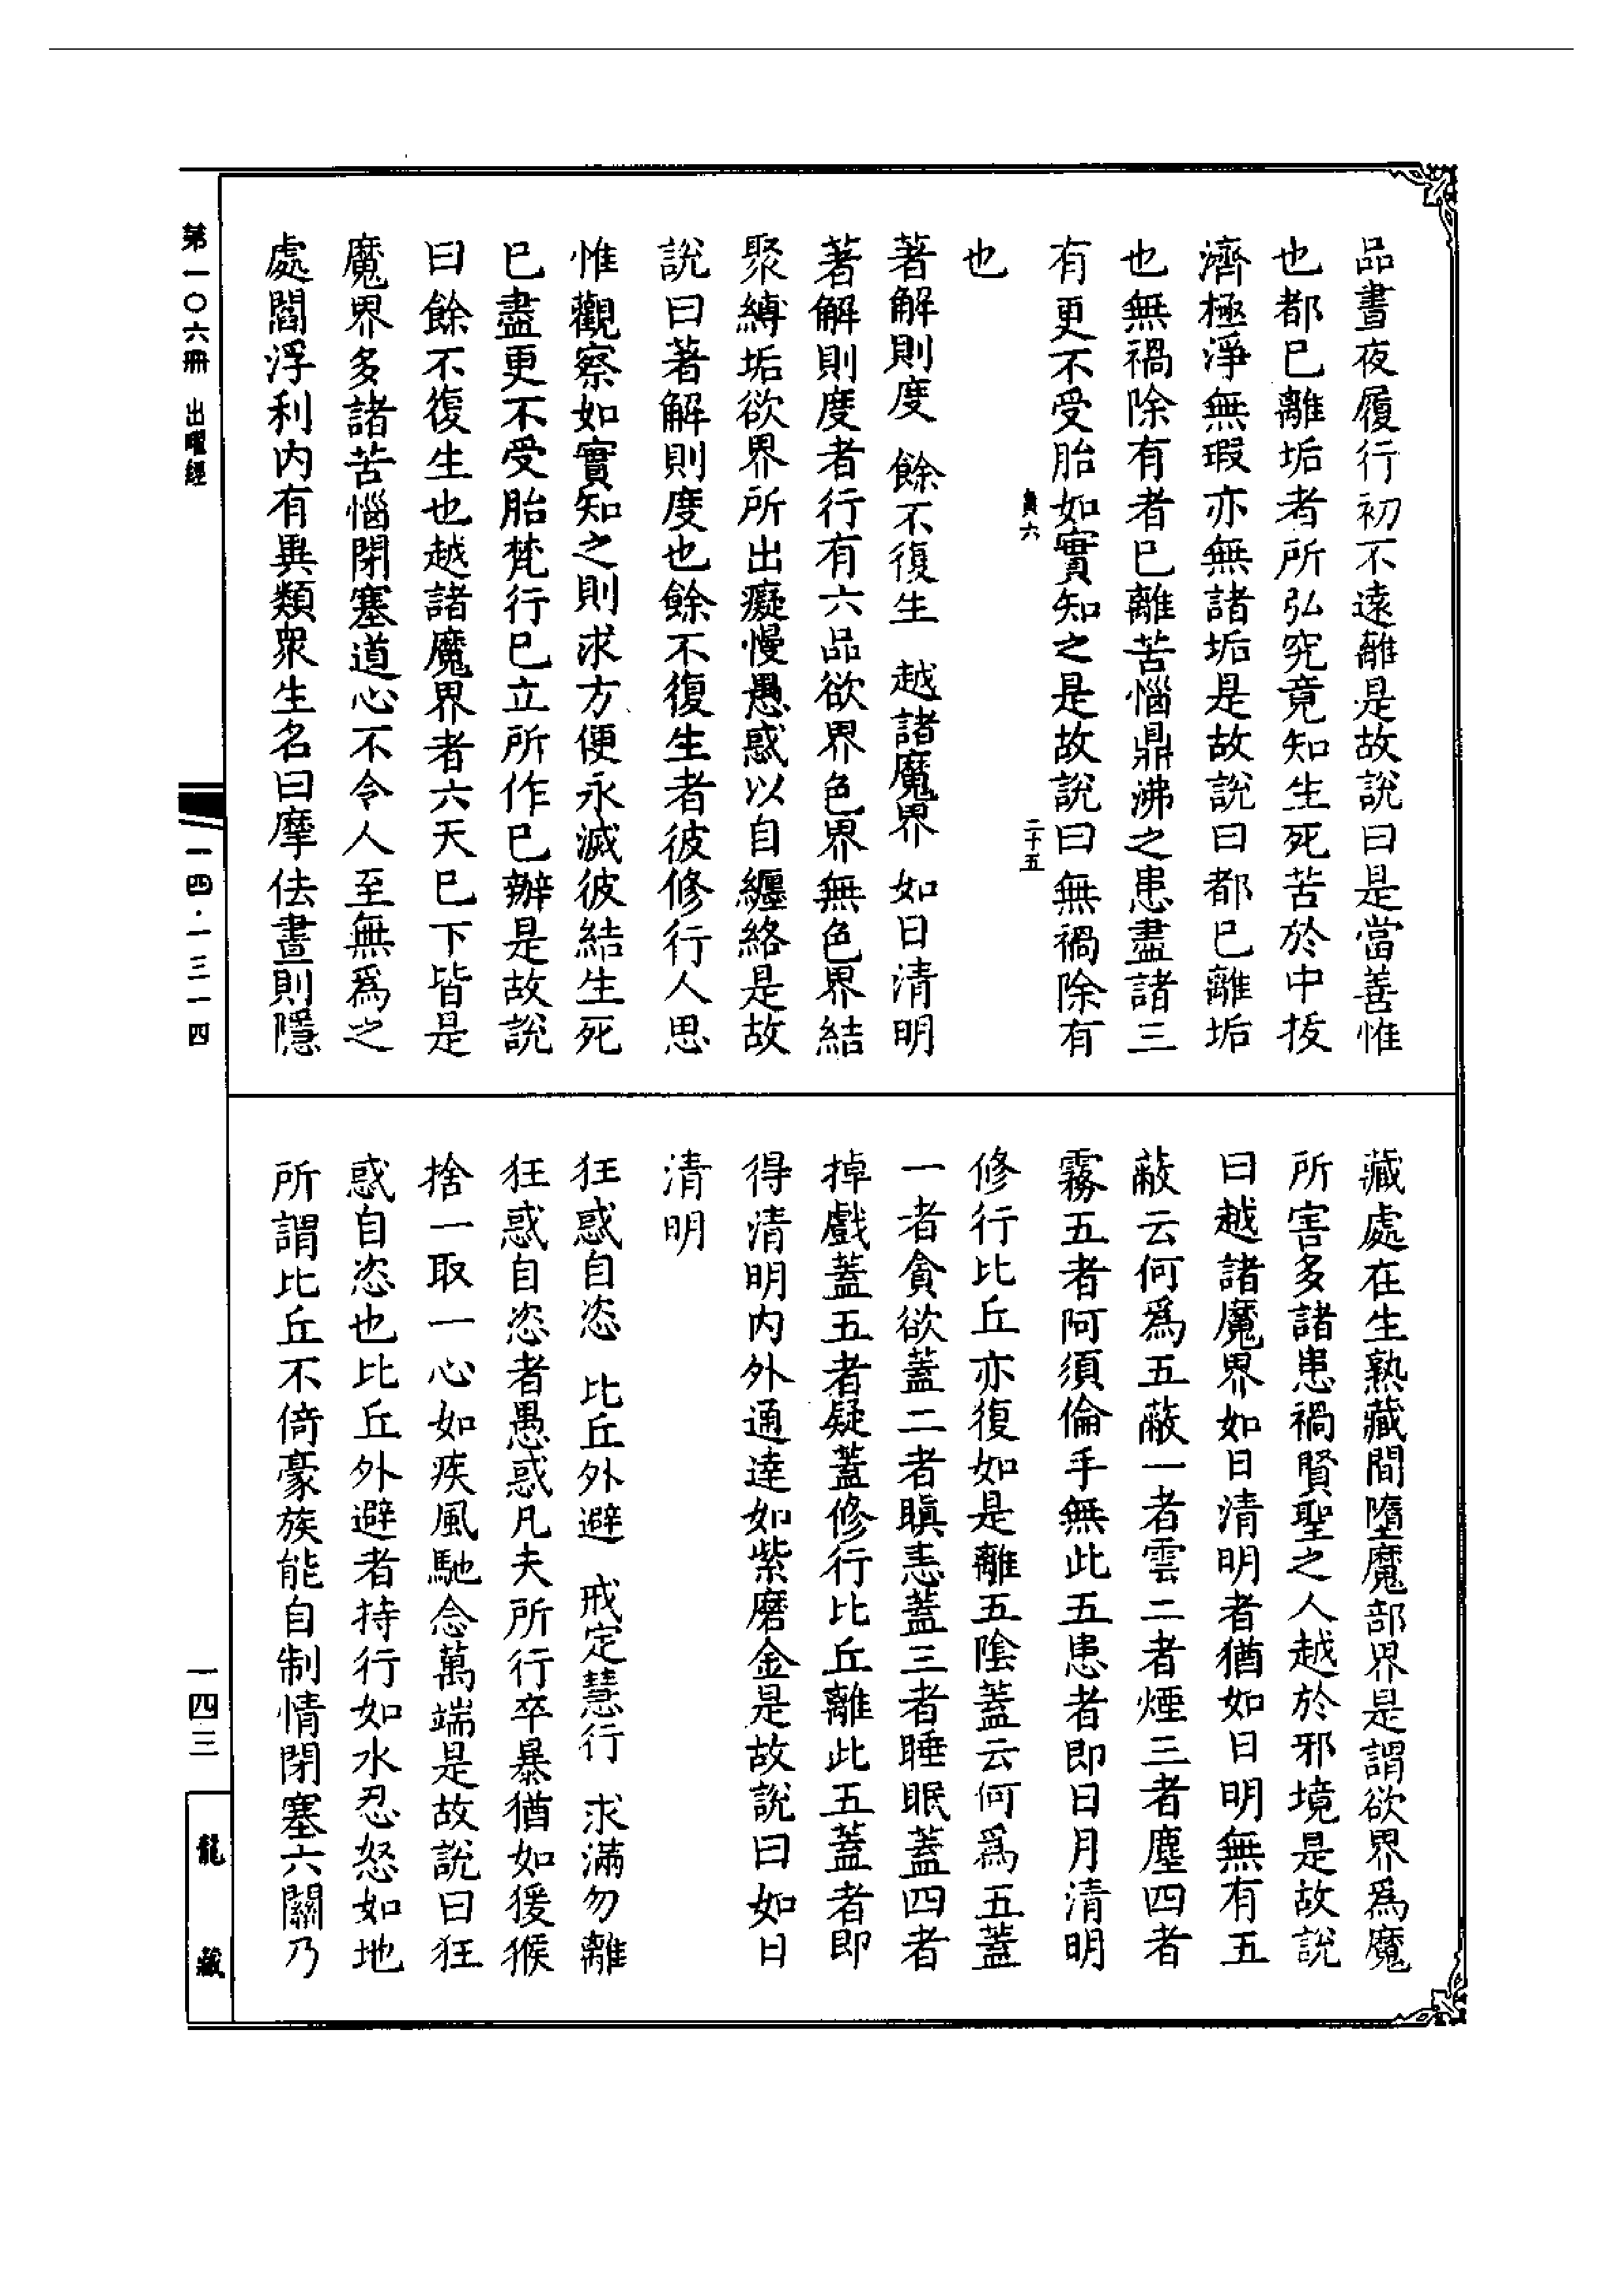 品晝夜履行初不遠離是故說曰是當善惟
也都已離垢者所弘究竟知生死苦於中拔
濟極淨無瑕亦無諸垢是故說曰都已離垢
也無禍除有者已離苦惱鼎沸之患盡諸三
有更不受胎如實知之是故說曰無禍除有
二十五
也
著解則度 餘不復生 越諸魔界 如日清明
著解則度者行有六品欲界色界無色界結
聚縛垢欲界所出癡慢愚惑以自纏絡是故
說曰著解則度也餘不復生者彼修行人思
惟觀察如實知之則求方便永滅彼結生死
已盡更不受胎梵行已立所作已辦是故說
曰餘不復生也越諸魔界者六天已下皆是
魔界多諸苦惱閉塞道心不令人至無為之
處閻浮利內有異類眾生名曰摩佉晝則隱
藏處在生熟藏間墮魔部界是謂欲界為魔
所害多諸患禍賢聖之人越於邪境是故說
曰越諸魔界如日清明者猶如日明無有五
蔽云何為五蔽一者雲二者煙三者塵四者
霧五者阿須倫手無此五患者即日月清明
修行比丘亦復如是離五陰蓋云何為五蓋
一者貪欲蓋二者瞋恚蓋三者睡眠蓋四者
掉戲蓋五者疑蓋修行比丘離此五蓋者即
得清明內外通達如紫磨金是故說曰如日
清明
狂惑自恣 比丘外避 戒定慧行 求滿勿離
狂惑自恣者愚惑凡夫所行卒暴猶如猨猴
捨一取一心如疾風馳念萬端是故說曰狂
惑自恣也比丘外避者持行如水忍怒如地
所謂比丘不倚豪族能自制情閉塞六關乃
第一〇六冊 出曜經
一四·一三一四
一四三
龍藏